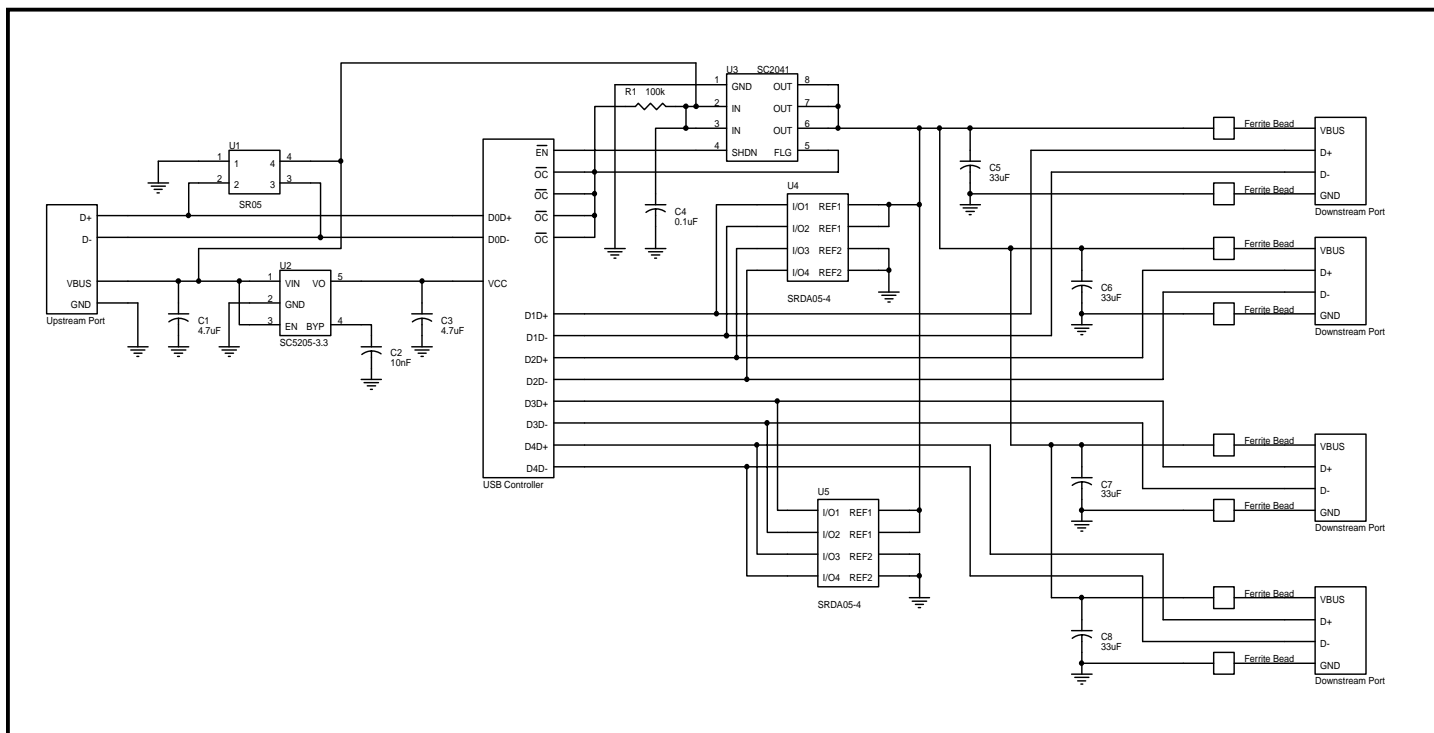 U3 SC2041
1 GND OUT 8
2 IN OUT 7
3 IN OUT 6
4 SHDN FLG 5
R1 100k
U1
1 1 4 4
2 2 3 3
SR05
D+
D-
VBUS
GND
Upstream Port
C1
4.7uF
U2
1 VIN VO 5
2 GND
3 EN BYP 4
SC5205-3.3
C2
10nF
C3
4.7uF
EN
OC
OC
OC
OC
D0D+
D0D-
VCC
D1D+
D1D-
D2D+
D2D-
D3D+
D3D-
D4D+
D4D-
USB Controller
C4
0.1uF
U4
I/O1 REF1
I/O2 REF1
I/O3 REF2
I/O4 REF2
SRDA05-4
U5
I/O1 REF1
I/O2 REF1
I/O3 REF2
I/O4 REF2
SRDA05-4
C5
33uF
Ferrite Bead
Ferrite Bead
VBUS
D+
D-
GND
Downstream Port
C6
33uF
Ferrite Bead
Ferrite Bead
VBUS
D+
D-
GND
Downstream Port
C7
33uF
Ferrite Bead
Ferrite Bead
VBUS
D+
D-
GND
Downstream Port
C8
33uF
Ferrite Bead
Ferrite Bead
VBUS
D+
D-
GND
Downstream Port